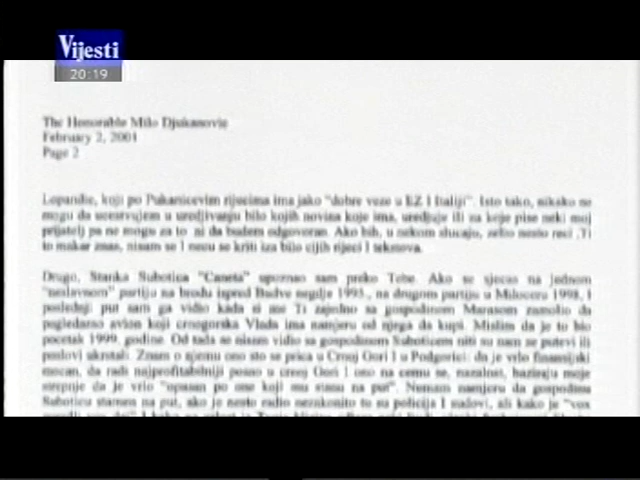 Vijesti
20:19
The Honorable Milo Djukanovic
February 2, 2001
Page 2
Lopandic, koji po Pukanicevim rijecima ima jako "dobre veze u EZ I Italiji". Isto tako, nikako ne
mogu da ucestvujem u uredjivanju bilo kojih novina koje ima, uredjuje ili za koje pise neki moj
prijatelj pa ne mogu za to ni da budem odgovoran. Ako bih, u nekom slucaju, zelio nesto reci ,Ti
to makar znas, nisam se I necu se kriti iza bilo cijih rijeci I tekstova.
Drugo, Stanka Subotica "Caneta" upoznao sam preko Tebe. Ako se sjecas na jednom
"neslavnom" partiju na brodu ispred Budve negdje 1995., na drugom partiju u Miloceru 1998, I
poslednji put sam ga vidio kada si me Ti zajedno sa gospodinom Marasom zamolio da
pogledamo avion koji crnogorska Vlada ima namjeru od njega da kupi. Mislim da je to bio
pocetak 1999, godine. Od tada se nisam vidio sa gospodinom Suboticem niti su nam se putevi ili
poslovi ukrstali. Znam o njemu ono sto se prica u Crnoj Gori I u Podgorici: da je vrlo finansijski
mocan, da radi najprofitabilniji posao u crnoj Gori I ono na cemu se, nazalost, baziraju moje
strepnje da je vrlo "opasan po one koji mu stanu na put". Nemam namjeru da gospodinu
Suboticu stanem na put, ako je nesto radio nezakonito tu su policija I sudovi, ali kako je "vox